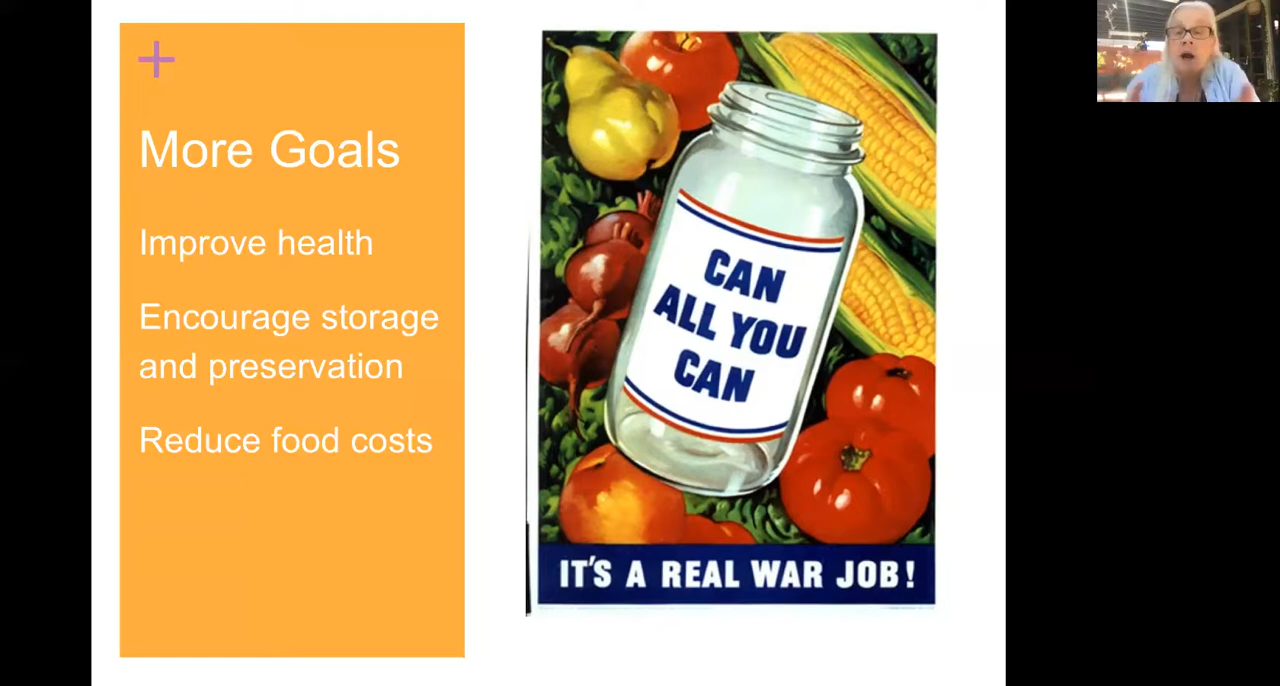 More Goals
Improve health
Encourage storage
and preservation
Reduce food costs
CAN
ALL YOU
CAN
IT'S A REAL WAR JOB!